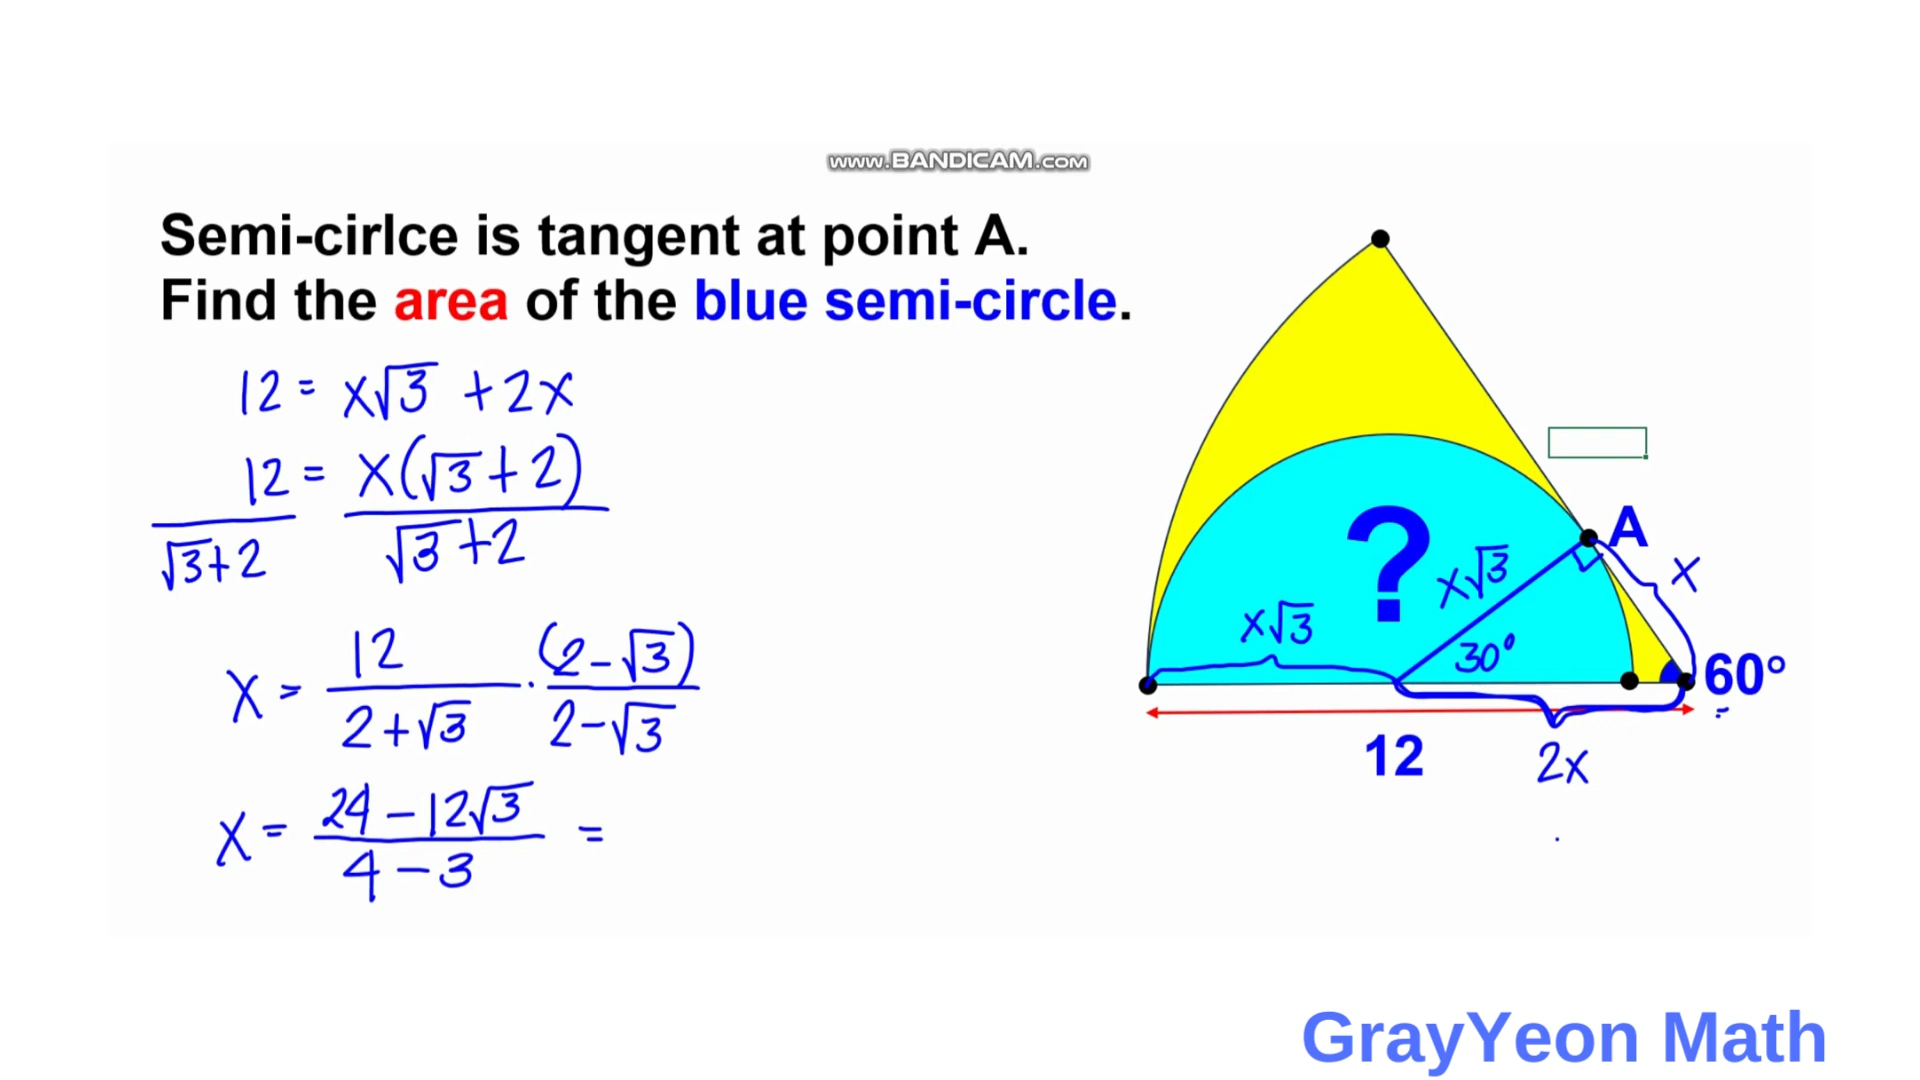 www.BANDICAM.com
Semi-cirlce is tangent at point A.
Find the area of the blue semi-circle.
12 = x√3 + 2x
12 = x(√3 + 2)
√3+2 √3+2
x = 12/(2+√3) · (2-√3)/(2-√3)
x = (24-12√3)/(4-3) =
?
A
x√3
x
x√3
30°
60°
12
2x
GrayYeon Math